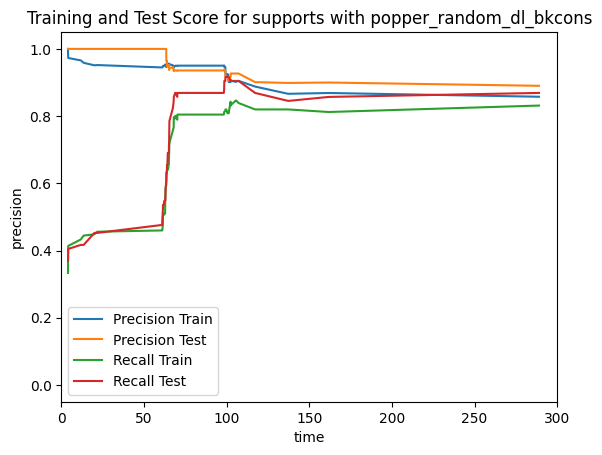 Training and Test Score for supports with popper_random_dl_bkcons
precision
1.0
0.8
0.6
0.4
0.2
0.0
Precision Train
Precision Test
Recall Train
Recall Test
0 50 100 150 200 250 300
time